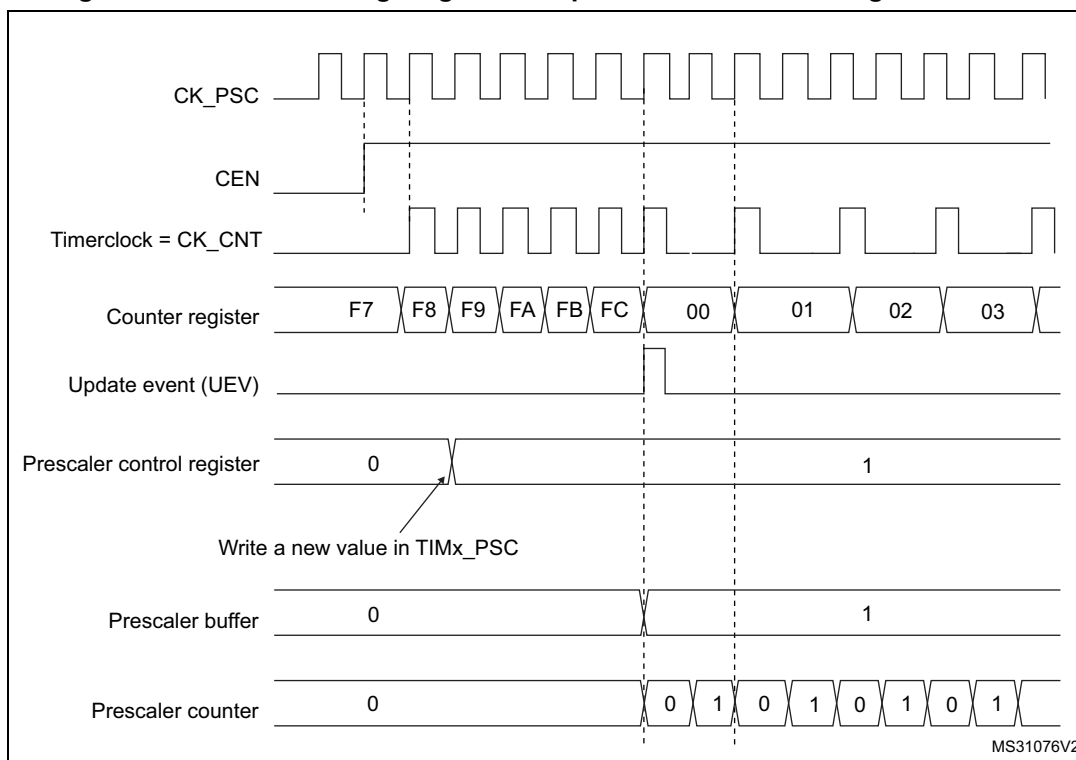 CK_PSC
CEN
Timerclock = CK_CNT
Counter register F7 F8 F9 FA FB FC 00 01 02 03
Update event (UEV)
Prescaler control register 0 1
Write a new value in TIMx_PSC
Prescaler buffer 0 1
Prescaler counter 0 0 1 0 1 0 1 0 1
MS31076V2